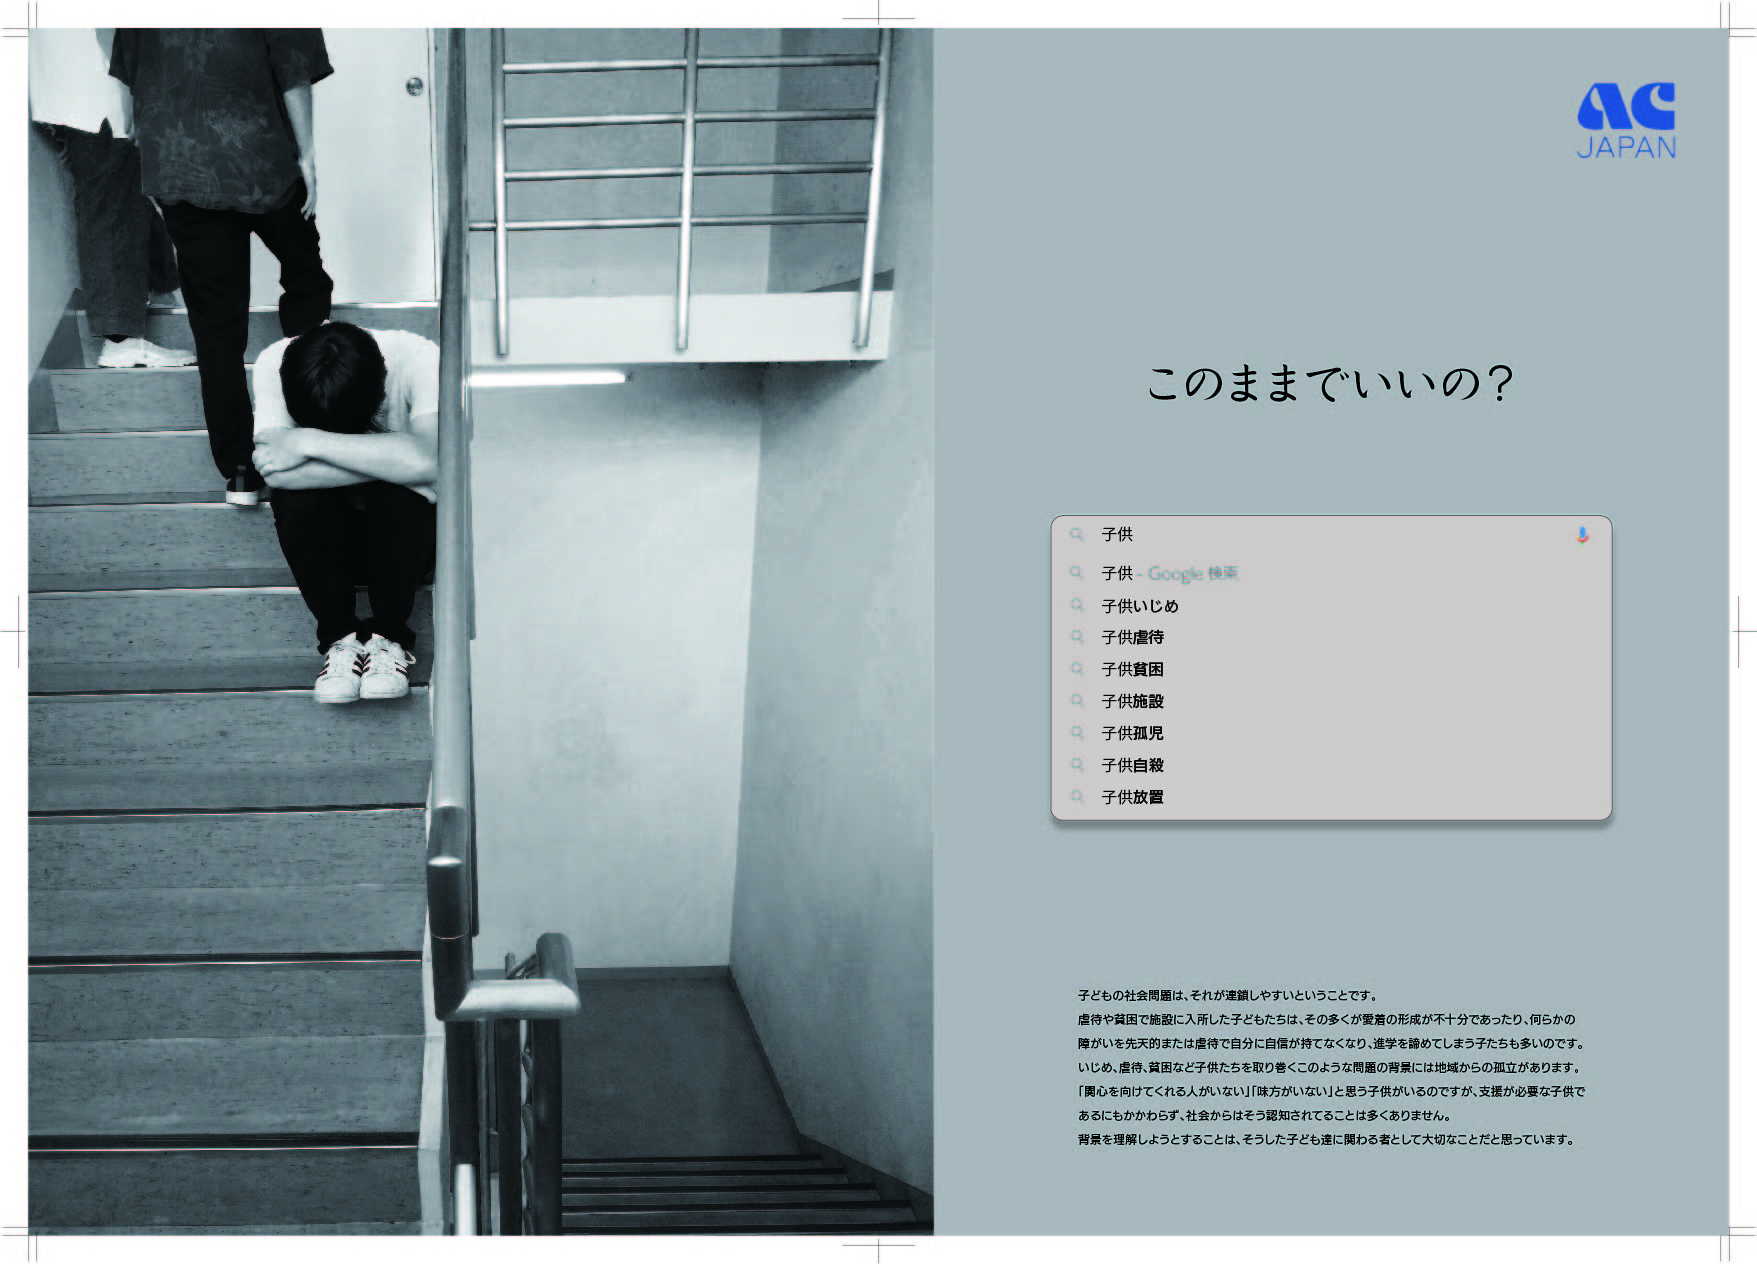 AC
JAPAN
このままでいいの？
子供
子供 - Google 検索
子供いじめ
子供虐待
子供貧困
子供施設
子供孤児
子供自殺
子供放置
子どもの社会問題は、それが連鎖しやすいということです。
虐待や貧困で施設に入所した子どもたちは、その多くが愛着の形成が不十分であったり、何らかの
障がいを先天的または虐待で自分に自信が持てなくなり、進学を諦めてしまう子たちも多いのです。
いじめ、虐待、貧困など子供たちを取り巻くこのような問題の背景には地域からの孤立があります。
「関心を向けてくれる人がいない」「味方がいない」と思う子供がいるのですが、支援が必要な子供で
あるにもかかわらず、社会からはそう認知されてることは多くありません。
背景を理解しようとすることは、そうした子ども達に関わる者として大切なことだと思っています。